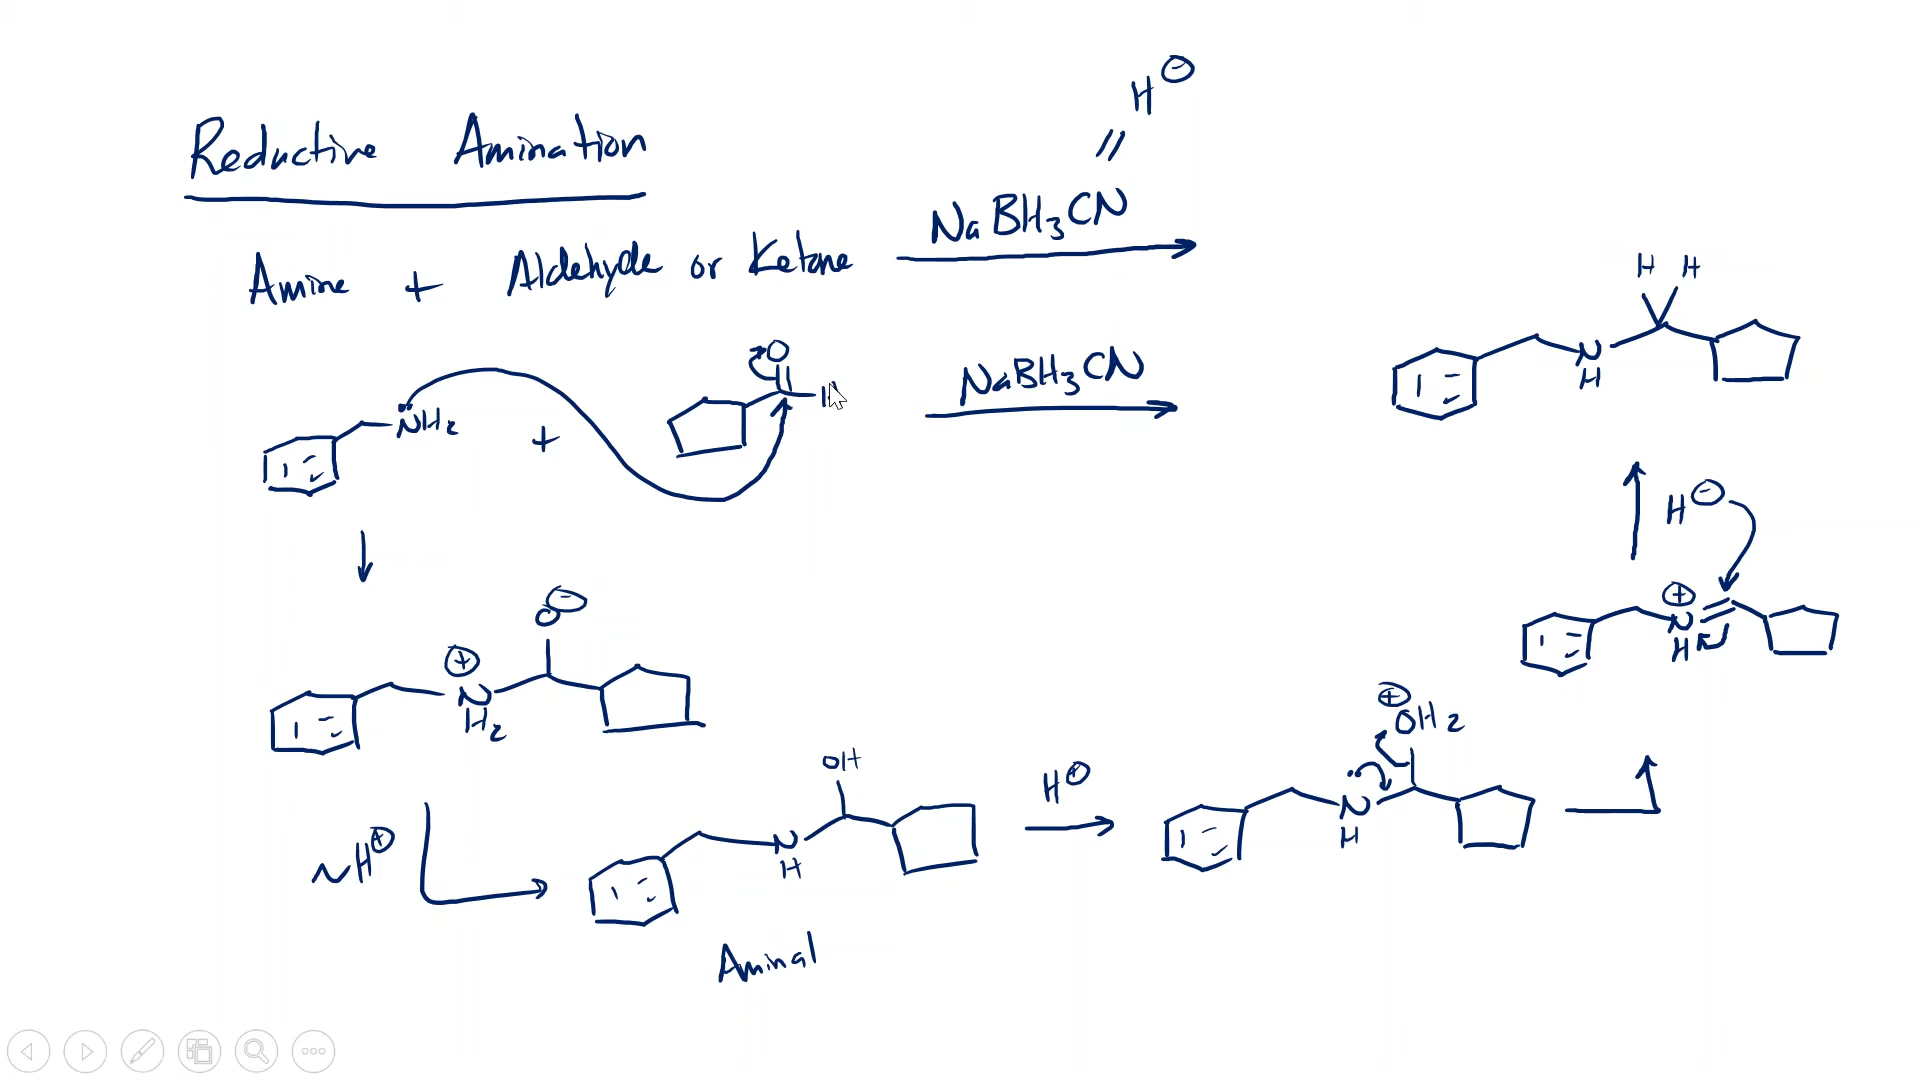 Reductive Amination
H⊖
//
NaBH3CN
Amine + Aldehyde or Ketone
H H
N
H
O
NaBH3CN
NH2
+
H⊖
O⊖
⊕
N
H2
⊕
N
H
⊕
OH2
N
H
OH
H⊕
N
H
~H⊕
Aminal